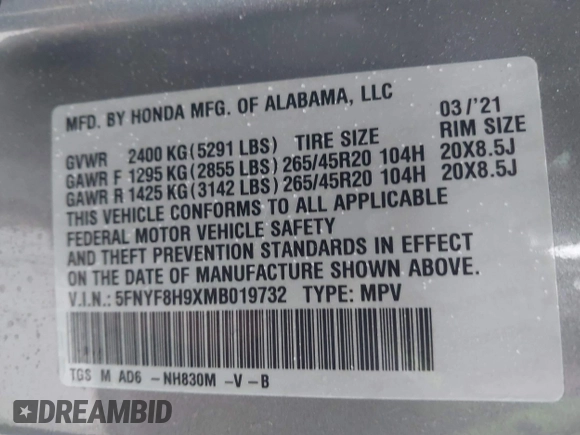 MFD. BY HONDA MFG. OF ALABAMA, LLC 03/'21
GVWR 2400 KG (5291 LBS) TIRE SIZE RIM SIZE
GAWR F 1295 KG (2855 LBS) 265/45R20 104H 20X8.5J
GAWR R 1425 KG (3142 LBS) 265/45R20 104H 20X8.5J
THIS VEHICLE CONFORMS TO ALL APPLICABLE
FEDERAL MOTOR VEHICLE SAFETY
AND THEFT PREVENTION STANDARDS IN EFFECT
ON THE DATE OF MANUFACTURE SHOWN ABOVE.
V.I.N.: 5FNYF8H9XMB019732 TYPE: MPV
TGS M AD6 -NH830M -V -B
DREAMBID